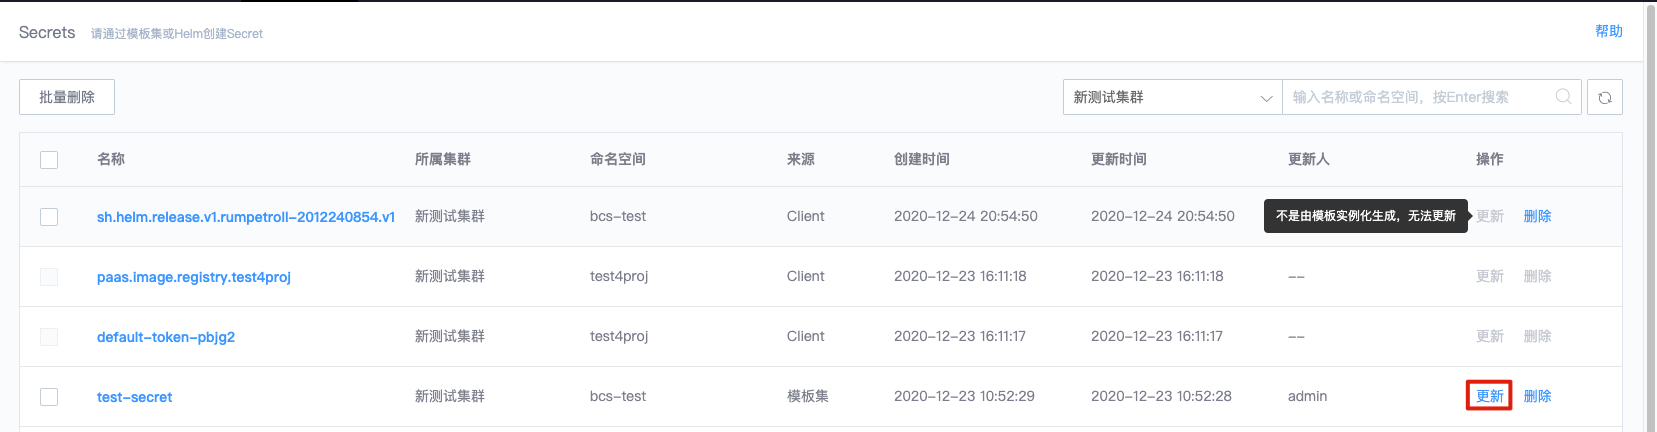 Secrets 请通过模板集或Helm创建Secret 帮助
批量删除 新测试集群 输入名称或命名空间，按Enter搜索
名称 所属集群 命名空间 来源 创建时间 更新时间 更新人 操作
sh.helm.release.v1.rumpetroll-2012240854.v1 新测试集群 bcs-test Client 2020-12-24 20:54:50 2020-12-24 20:54:50 不是由模板实例化生成，无法更新 更新 删除
paas.image.registry.test4proj 新测试集群 test4proj Client 2020-12-23 16:11:18 2020-12-23 16:11:18 -- 更新 删除
default-token-pbjg2 新测试集群 test4proj Client 2020-12-23 16:11:17 2020-12-23 16:11:17 -- 更新 删除
test-secret 新测试集群 bcs-test 模板集 2020-12-23 10:52:29 2020-12-23 10:52:28 admin 更新 删除